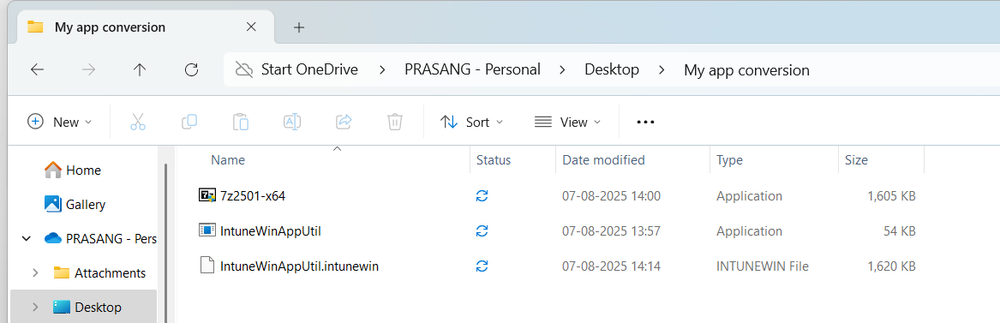 My app conversion
Start OneDrive > PRASANG - Personal > Desktop > My app conversion
New Sort View
Name Status Date modified Type Size
Home
Gallery
PRASANG - Pers
Attachments
Desktop
7z2501-x64 07-08-2025 14:00 Application 1,605 KB
IntuneWinAppUtil 07-08-2025 13:57 Application 54 KB
IntuneWinAppUtil.intunewin 07-08-2025 14:14 INTUNEWIN File 1,620 KB